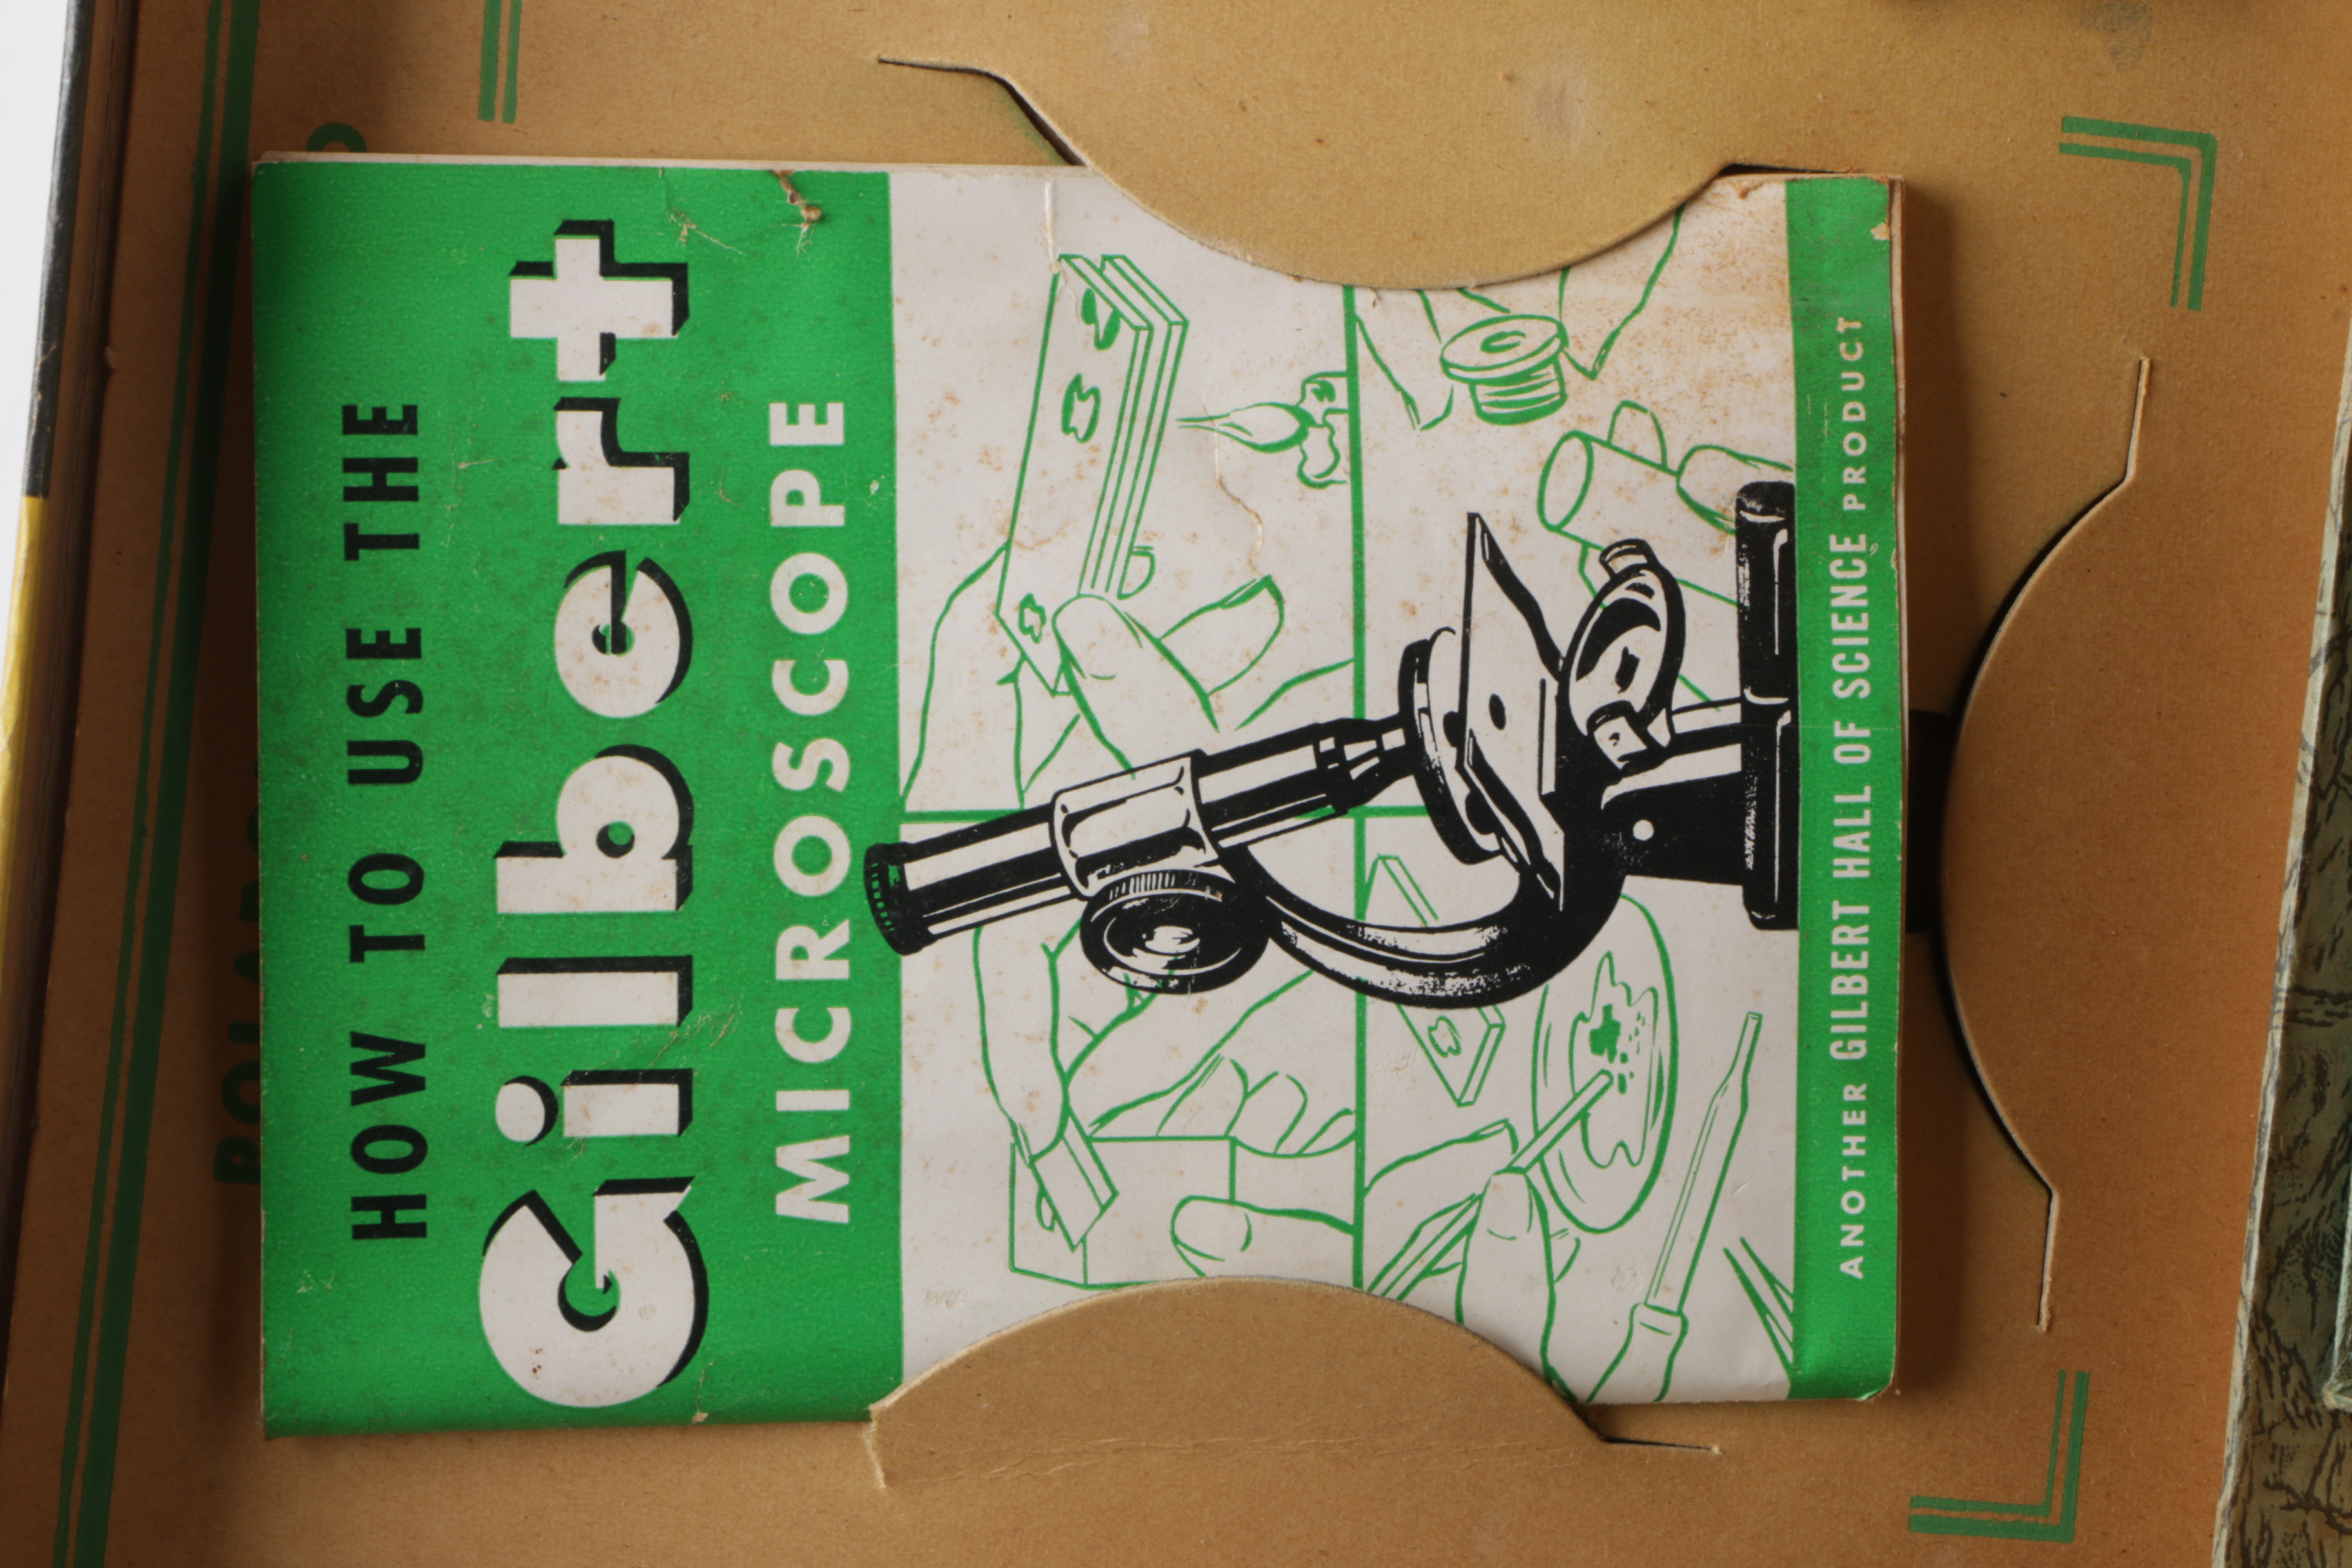 HOW TO USE THE
Gilbert
MICROSCOPE
ANOTHER GILBERT HALL OF SCIENCE PRODUCT